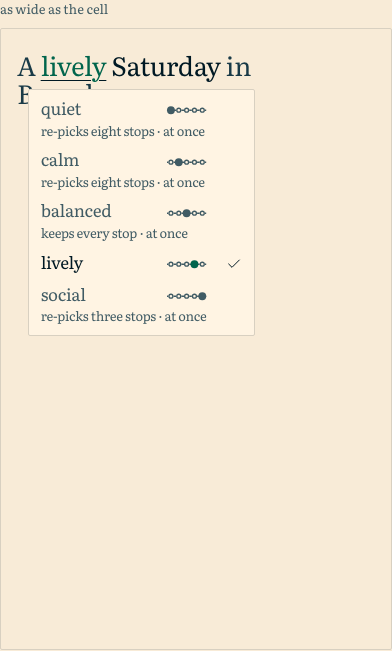 as wide as the cell
A lively Saturday in
quiet
re-picks eight stops · at once
calm
re-picks eight stops · at once
balanced
keeps every stop · at once
lively
social
re-picks three stops · at once